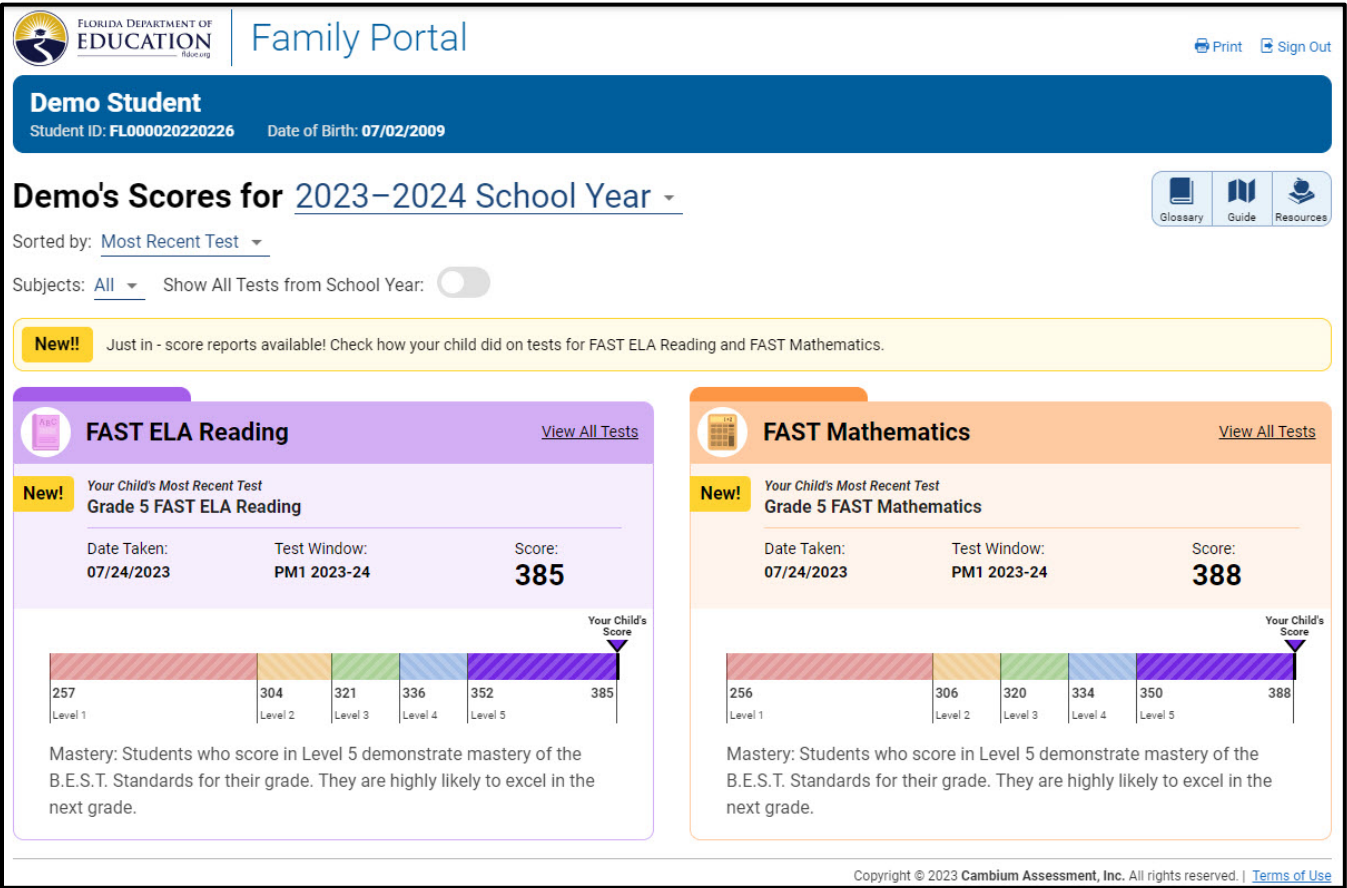 FLORIDA DEPARTMENT OF
EDUCATION
fldoe.org
Family Portal
Print Sign Out
Demo Student
Student ID: FL000020220226 Date of Birth: 07/02/2009
Demo's Scores for 2023–2024 School Year
Glossary Guide Resources
Sorted by: Most Recent Test
Subjects: All Show All Tests from School Year:
New!! Just in - score reports available! Check how your child did on tests for FAST ELA Reading and FAST Mathematics.
FAST ELA Reading View All Tests
New! Your Child's Most Recent Test
Grade 5 FAST ELA Reading
Date Taken: Test Window: Score:
07/24/2023 PM1 2023-24 385
Your Child's
Score
257 304 321 336 352 385
Level 1 Level 2 Level 3 Level 4 Level 5
Mastery: Students who score in Level 5 demonstrate mastery of the
B.E.S.T. Standards for their grade. They are highly likely to excel in the
next grade.
FAST Mathematics View All Tests
New! Your Child's Most Recent Test
Grade 5 FAST Mathematics
Date Taken: Test Window: Score:
07/24/2023 PM1 2023-24 388
Your Child's
Score
256 306 320 334 350 388
Level 1 Level 2 Level 3 Level 4 Level 5
Mastery: Students who score in Level 5 demonstrate mastery of the
B.E.S.T. Standards for their grade. They are highly likely to excel in the
next grade.
Copyright © 2023 Cambium Assessment, Inc. All rights reserved. | Terms of Use